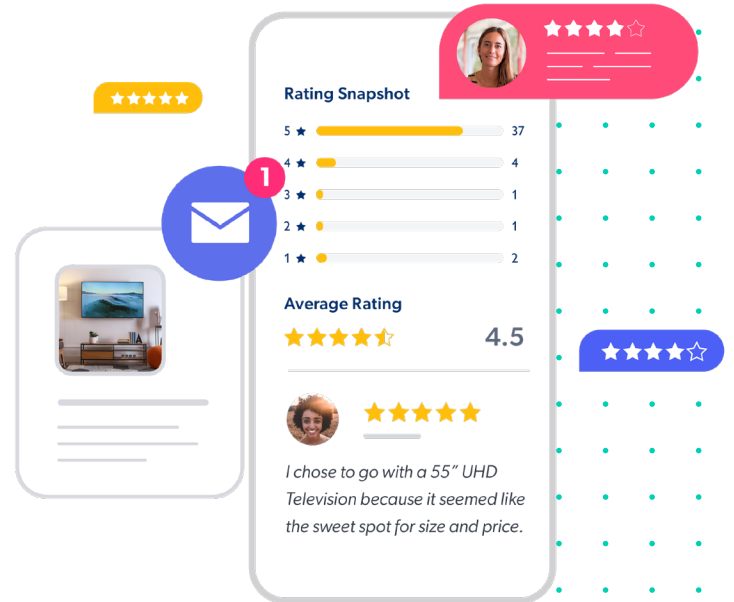 Rating Snapshot
5 37
4 4
3 1
2 1
1 2
1
Average Rating
4.5
I chose to go with a 55” UHD
Television because it seemed like
the sweet spot for size and price.